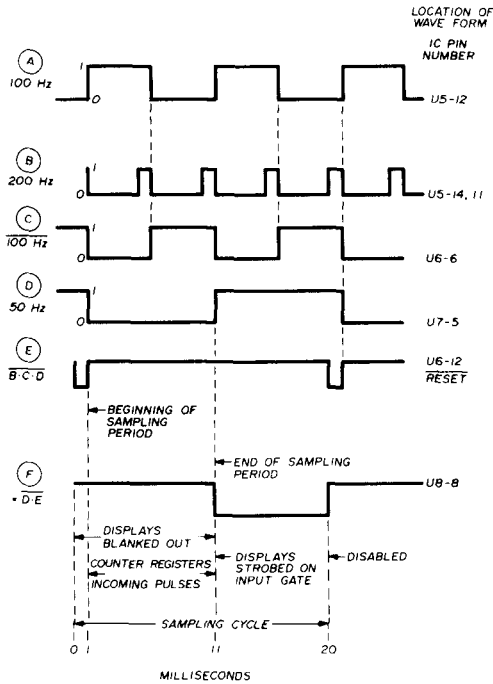 LOCATION OF
WAVE FORM
IC PIN
NUMBER
A
100 Hz
1
0
U5-12
B
200 Hz
1
0
U5-14, 11
C
100 Hz
1
0
U6-6
D
50 Hz
1
0
U7-5
E
B·C·D
U6-12
RESET
BEGINNING OF
SAMPLING
PERIOD
END OF SAMPLING
PERIOD
F
= D·E
U8-8
DISPLAYS
BLANKED OUT
COUNTER REGISTERS
INCOMING PULSES
DISPLAYS
STROBED ON
INPUT GATE
DISABLED
SAMPLING CYCLE
0 1 11 20
MILLISECONDS